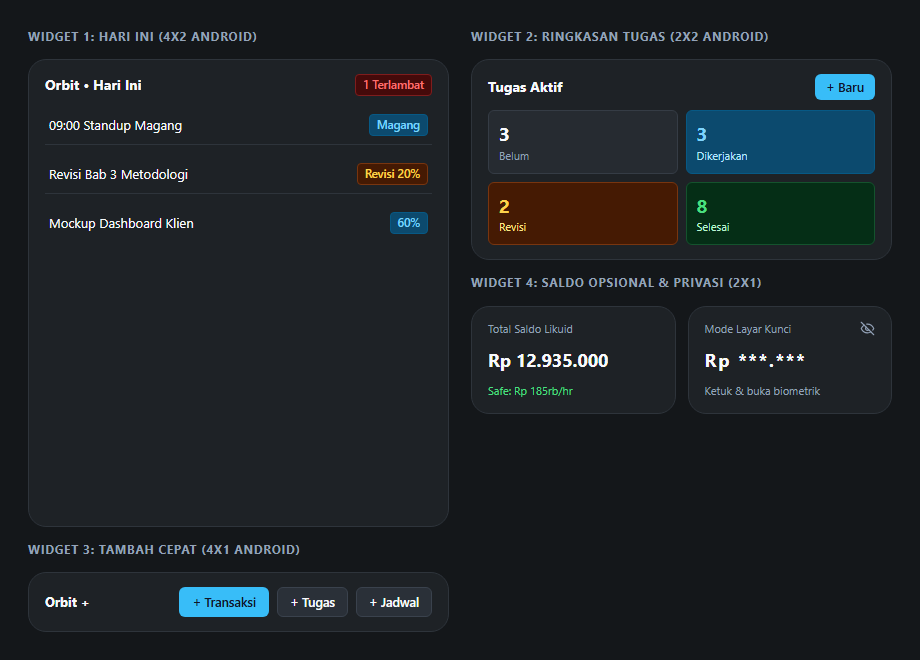 WIDGET 1: HARI INI (4X2 ANDROID)
Orbit • Hari Ini
1 Terlambat
09:00 Standup Magang
Magang
Revisi Bab 3 Metodologi
Revisi 20%
Mockup Dashboard Klien
60%
WIDGET 2: RINGKASAN TUGAS (2X2 ANDROID)
Tugas Aktif
+ Baru
3
Belum
3
Dikerjakan
2
Revisi
8
Selesai
WIDGET 4: SALDO OPSIONAL & PRIVASI (2X1)
Total Saldo Likuid
Rp 12.935.000
Safe: Rp 185rb/hr
Mode Layar Kunci
Rp ***.***
Ketuk & buka biometrik
WIDGET 3: TAMBAH CEPAT (4X1 ANDROID)
Orbit +
+ Transaksi
+ Tugas
+ Jadwal